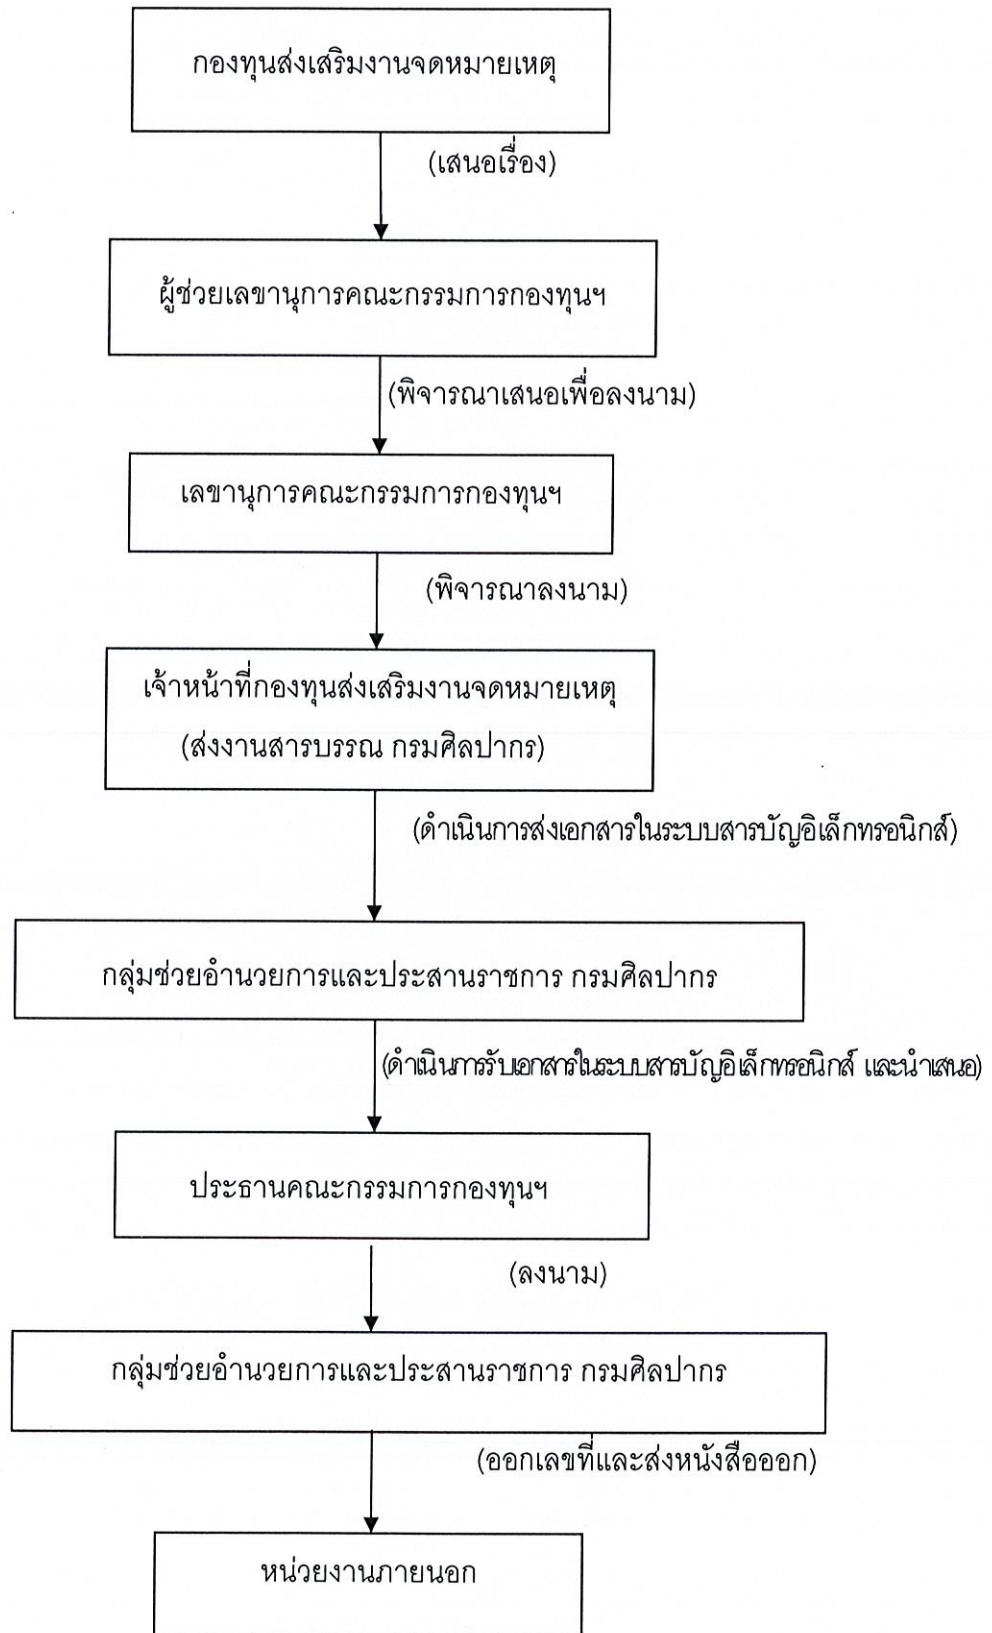 กองทุนส่งเสริมงานจดหมายเหตุ
(เสนอเรื่อง)
ผู้ช่วยเลขานุการคณะกรรมการกองทุนฯ
(พิจารณาเสนอเพื่อลงนาม)
เลขานุการคณะกรรมการกองทุนฯ
(พิจารณาลงนาม)
เจ้าหน้าที่กองทุนส่งเสริมงานจดหมายเหตุ
(ส่งงานสารบรรณ กรมศิลปากร)
(ดำเนินการส่งเอกสารในระบบสารบัญอิเล็กทรอนิกส์)
กลุ่มช่วยอำนวยการและประสานราชการ กรมศิลปากร
(ดำเนินการรับเอกสารในระบบสารบัญอิเล็กทรอนิกส์ และนำเสนอ)
ประธานคณะกรรมการกองทุนฯ
(ลงนาม)
กลุ่มช่วยอำนวยการและประสานราชการ กรมศิลปากร
(ออกเลขที่และส่งหนังสือออก)
หน่วยงานภายนอก